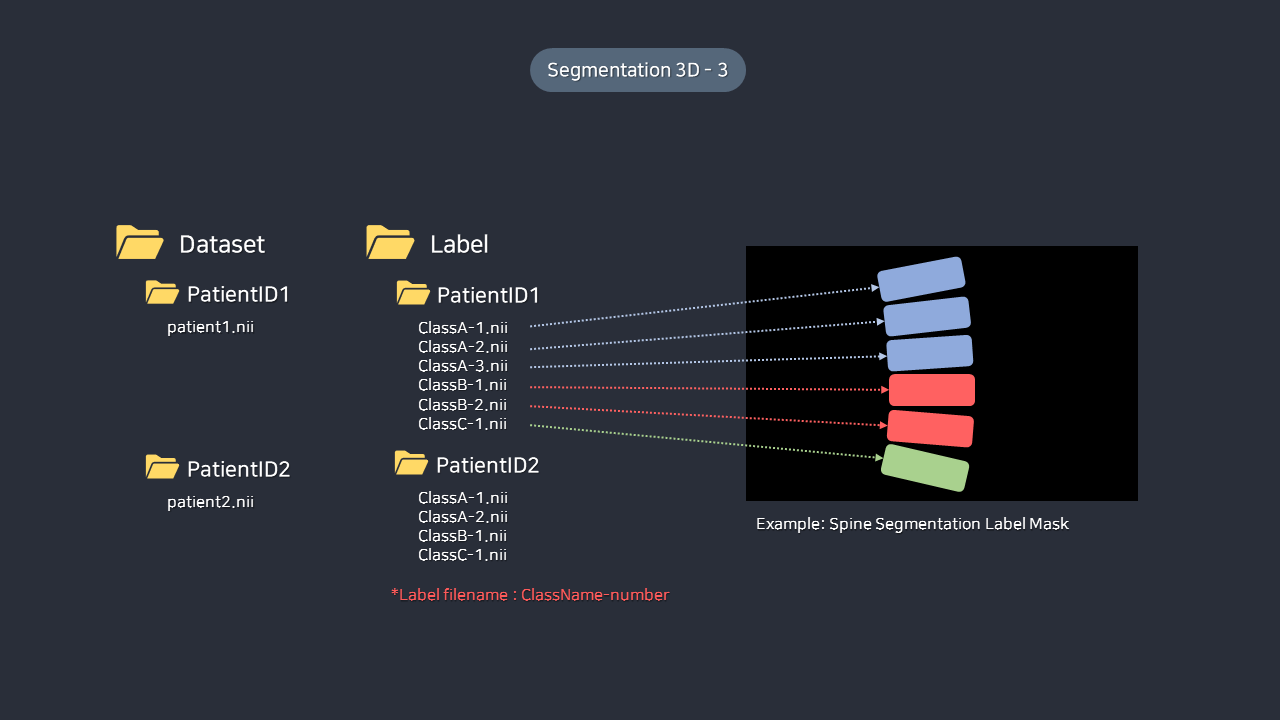 Segmentation 3D - 3
Dataset
PatientID1
patient1.nii
PatientID2
patient2.nii
Label
PatientID1
ClassA-1.nii
ClassA-2.nii
ClassA-3.nii
ClassB-1.nii
ClassB-2.nii
ClassC-1.nii
PatientID2
ClassA-1.nii
ClassA-2.nii
ClassB-1.nii
ClassC-1.nii
*Label filename : ClassName-number
Example: Spine Segmentation Label Mask